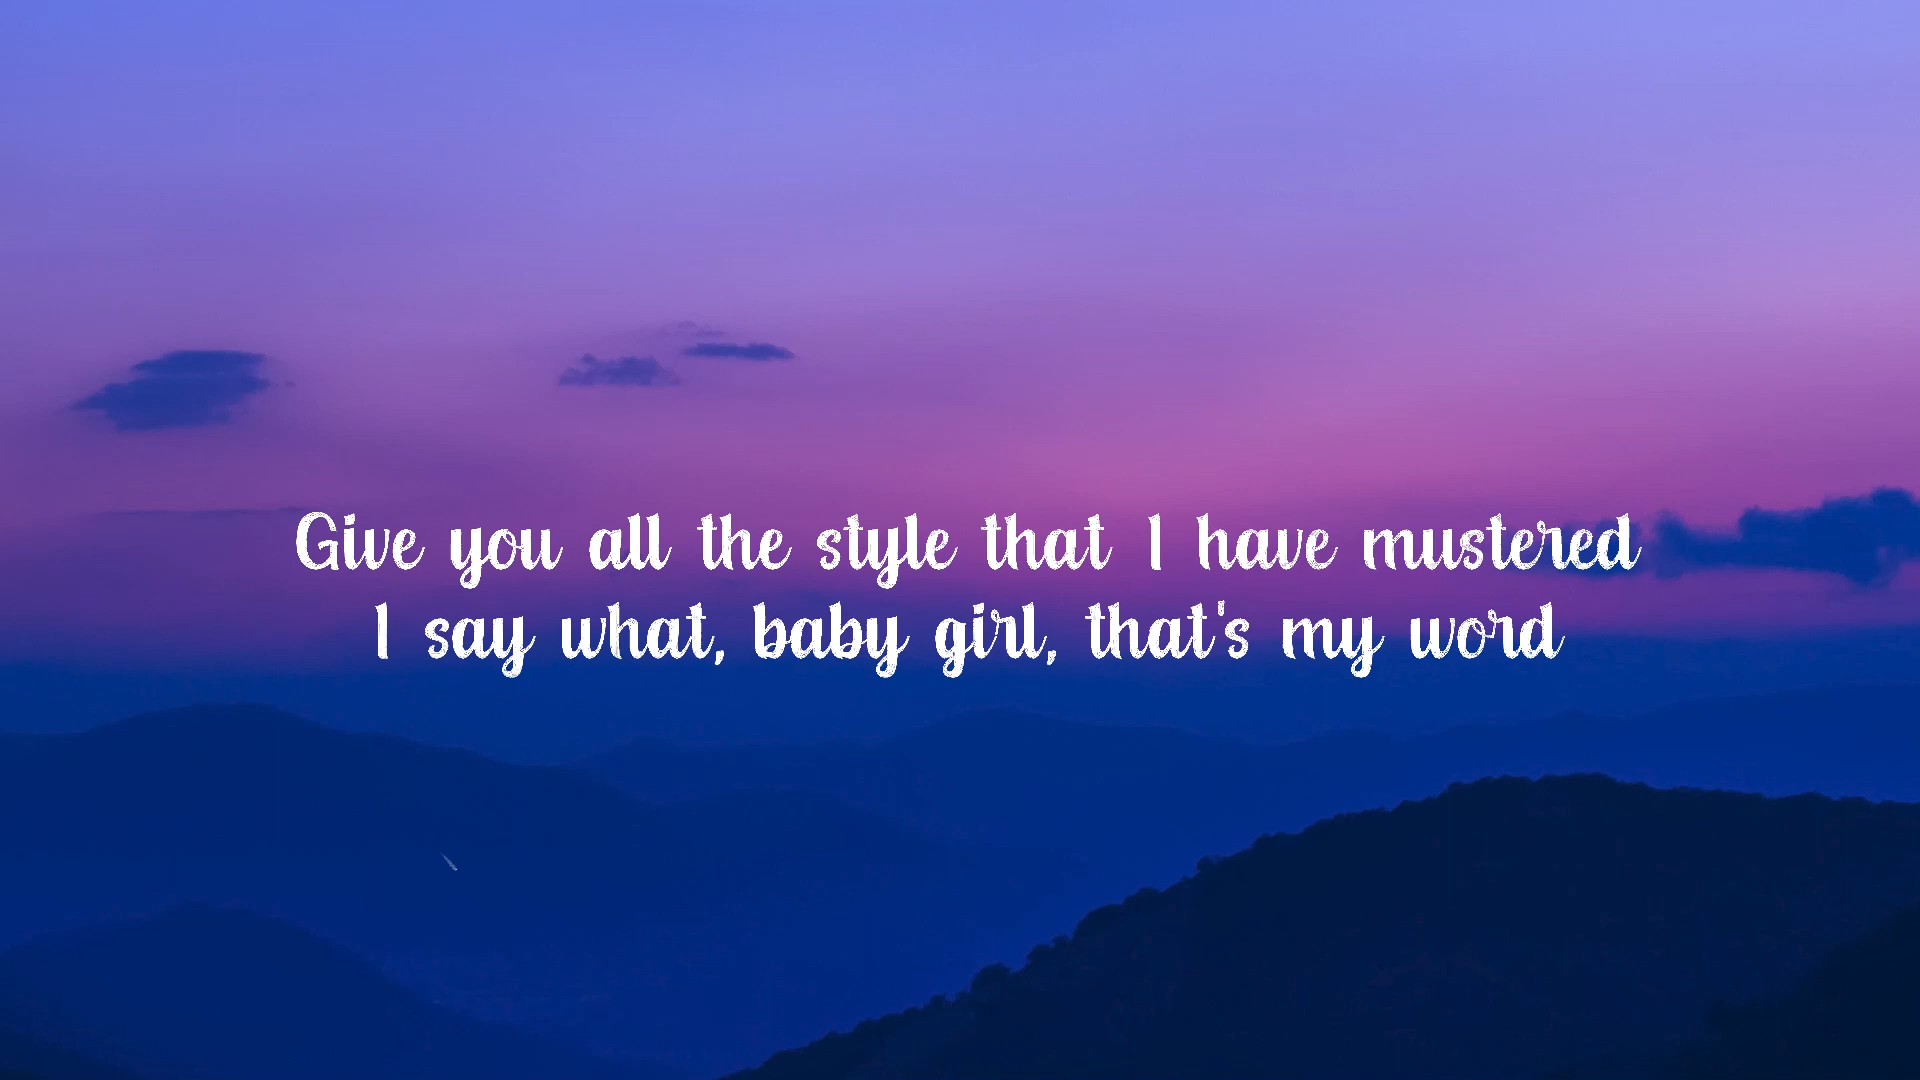 Give you all the style that I have mustered
I say what, baby girl, that's my word